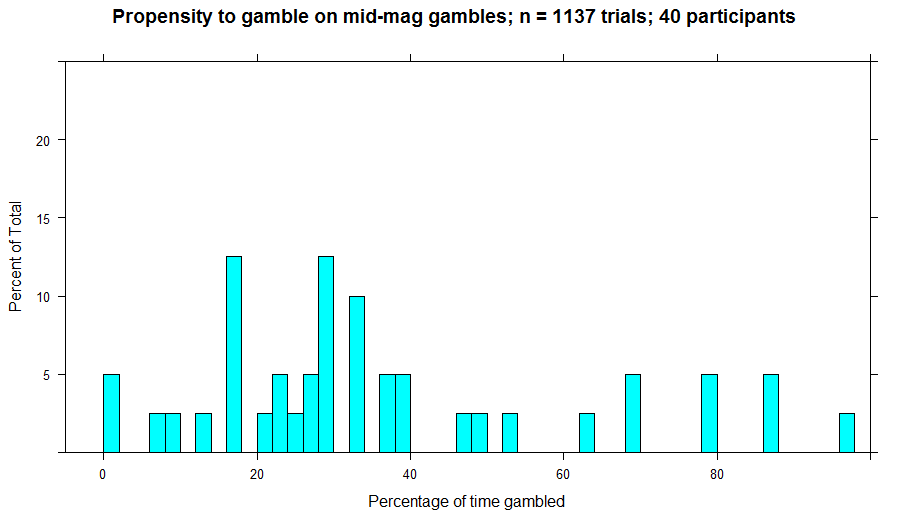 Propensity to gamble on mid-mag gambles; n = 1137 trials; 40 participants
Percent of Total
20
15
10
5
0 20 40 60 80
Percentage of time gambled